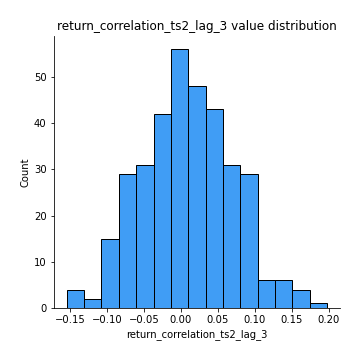 return_correlation_ts2_lag_3 value distribution
Count
50
40
30
20
10
0
−0.15 −0.10 −0.05 0.00 0.05 0.10 0.15 0.20
return_correlation_ts2_lag_3